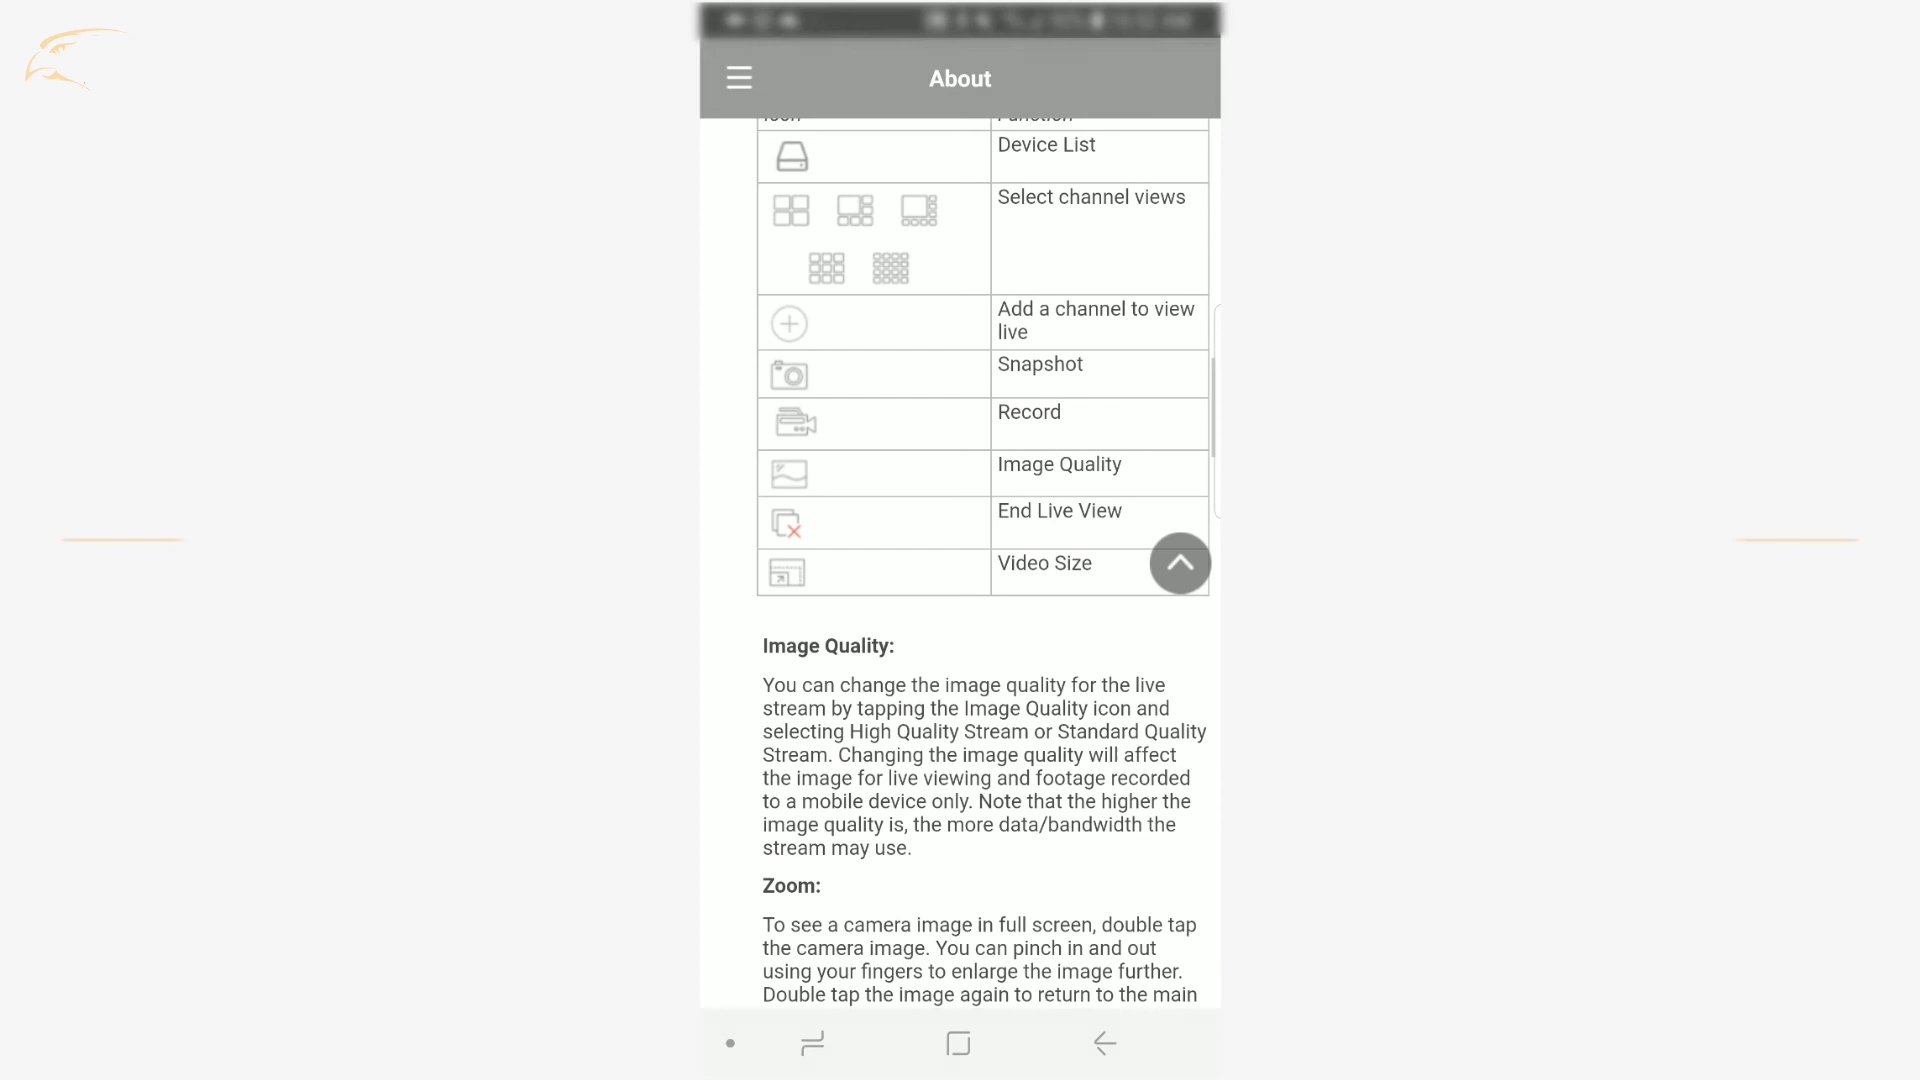 About
Icon Function
Device List
Select channel views
Add a channel to view
live
Snapshot
Record
Image Quality
End Live View
Video Size
Image Quality:
You can change the image quality for the live
stream by tapping the Image Quality icon and
selecting High Quality Stream or Standard Quality
Stream. Changing the image quality will affect
the image for live viewing and footage recorded
to a mobile device only. Note that the higher the
image quality is, the more data/bandwidth the
stream may use.
Zoom:
To see a camera image in full screen, double tap
the camera image. You can pinch in and out
using your fingers to enlarge the image further.
Double tap the image again to return to the main